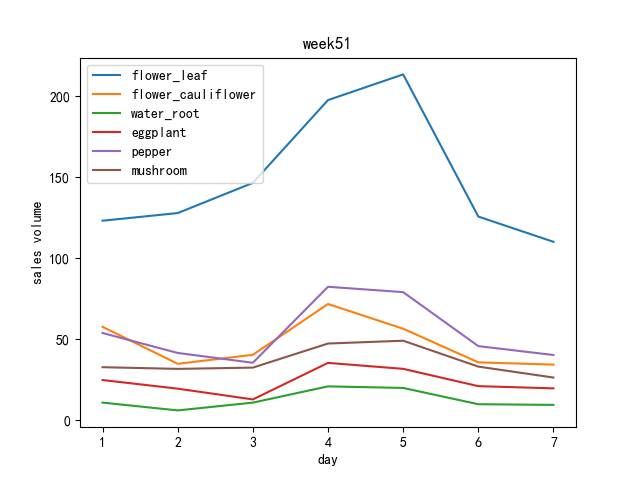 week51
flower_leaf
flower_cauliflower
water_root
eggplant
pepper
mushroom
sales volume
200
150
100
50
0
1 2 3 4 5 6 7
day